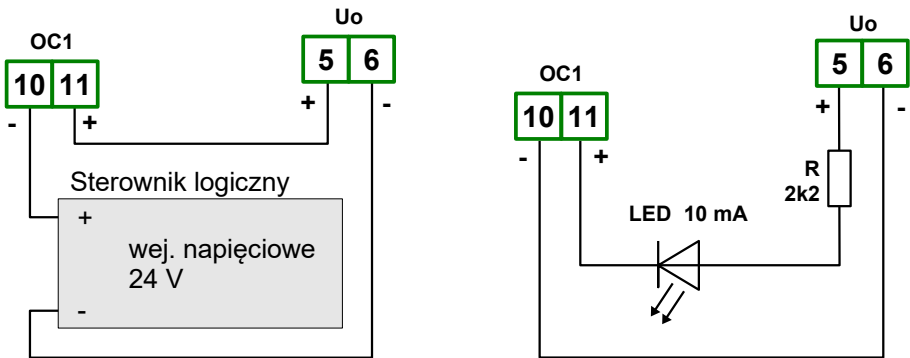 OC1
10 11
- +
Uo
5 6
+ -
Sterownik logiczny
+
wej. napięciowe
24 V
-
OC1
10 11
- +
Uo
5 6
+ -
R
2k2
LED 10 mA